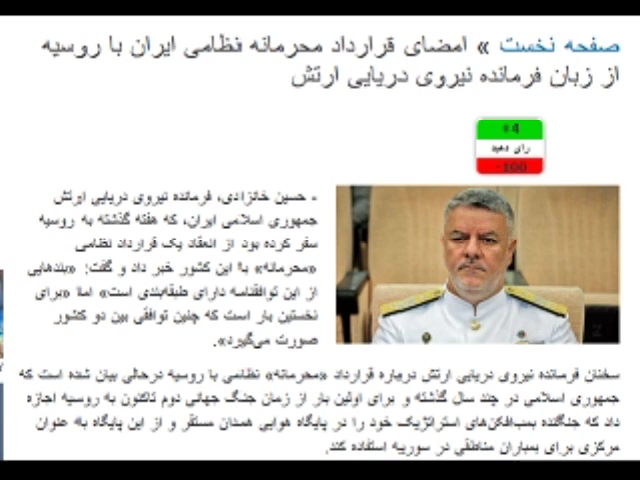 صفحه نخست » امضای قرارداد محرمانه نظامی ایران با روسیه
از زبان فرمانده نیروی دریایی ارتش
+4
رای دهید
-100
- حسین خانزادی، فرمانده نیروی دریایی ارتش
جمهوری اسلامی ایران، که هفته گذشته به روسیه
سفر کرده بود از انعقاد یک قرارداد نظامی
«محرمانه» با این کشور خبر داد و گفت: «بندهایی
از این توافقنامه دارای طبقه‌بندی است» اما «برای
نخستین بار است که چنین توافقی بین دو کشور
صورت می‌گیرد».
سخنان فرمانده نیروی دریایی ارتش درباره قرارداد «محرمانه» نظامی با روسیه درحالی بیان شده است که
جمهوری اسلامی در چند سال گذشته و برای اولین بار از زمان جنگ جهانی دوم تاکنون به روسیه اجازه
داد که جنگنده بمب‌افکن‌های استراتژیک خود را در پایگاه هوایی همدان مستقر و از این پایگاه به عنوان
مرکزی برای بمباران مناطقی در سوریه استفاده کند.